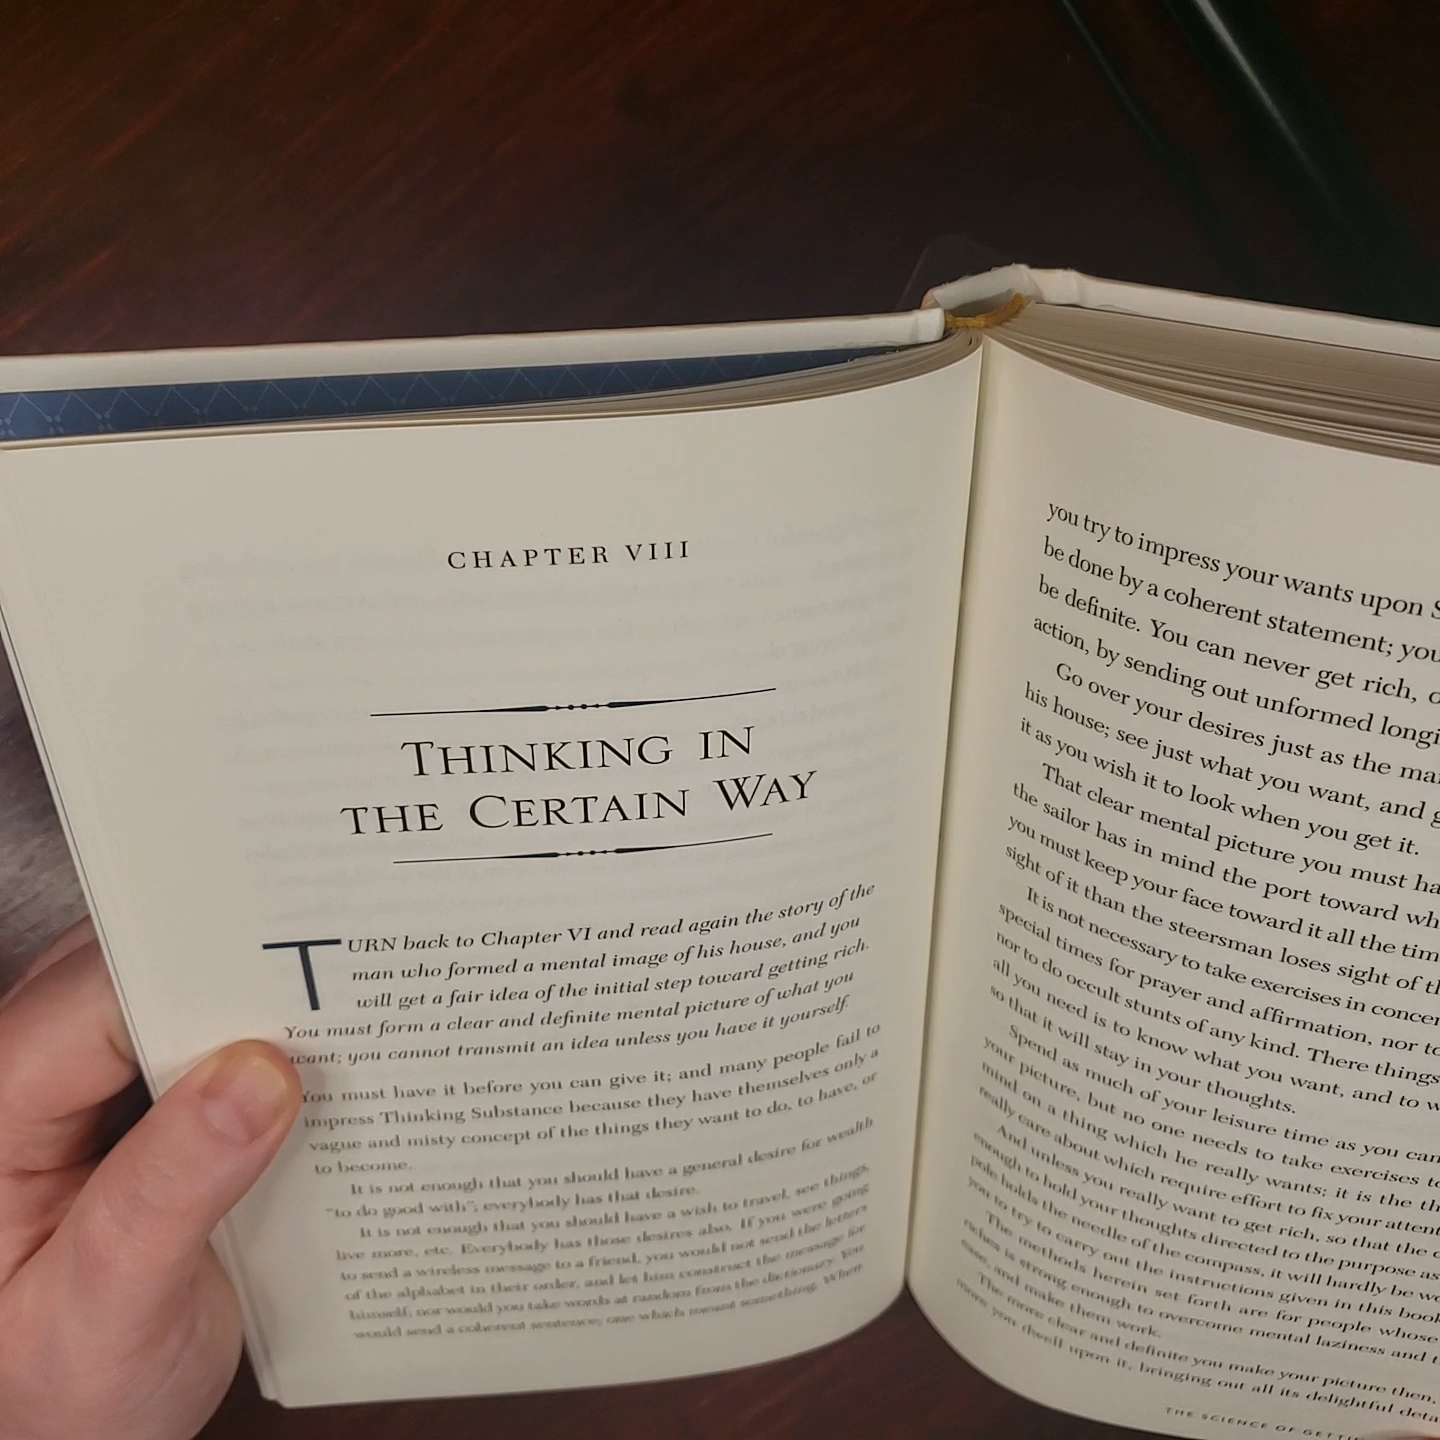 CHAPTER VIII
THINKING IN
THE CERTAIN WAY
TURN back to Chapter VI and read again the story of the
man who formed a mental image of his house, and you
will get a fair idea of the initial step toward getting rich.
You must form a clear and definite mental picture of what you
want; you cannot transmit an idea unless you have it yourself.
You must have it before you can give it; and many people fail to
impress Thinking Substance because they have themselves only a
vague and misty concept of the things they want to do, to have, or
to become.
It is not enough that you should have a general desire for wealth
"to do good with"; everybody has that desire.
It is not enough that you should have a wish to travel, see things,
live more, etc. Everybody has those desires also. If you were going
to send a wireless message to a friend, you would not send the letters
of the alphabet in their order, and let him construct the message for
himself; nor would you take words at random from the dictionary. You
would send a coherent sentence; one which meant something. When
you try to impress your wants upon S
be done by a coherent statement; you
be definite. You can never get rich, o
action, by sending out unformed longi
Go over your desires just as the ma
his house; see just what you want, and g
it as you wish it to look when you get it.
That clear mental picture you must ha
the sailor has in mind the port toward wh
you must keep your face toward it all the tim
sight of it than the steersman loses sight of th
It is not necessary to take exercises in concen
special times for prayer and affirmation, nor to
nor to do occult stunts of any kind. There things
all you need is to know what you want, and to w
so that it will stay in your thoughts.
Spend as much of your leisure time as you can
your picture, but no one needs to take exercises to
mind on a thing which he really wants; it is the th
really care about which require effort to fix your attent
And unless you really want to get rich, so that the d
enough to hold your thoughts directed to the purpose as
pole holds the needle of the compass, it will hardly be wo
you to try to carry out the instructions given in this book
The methods herein set forth are for people whose
riches is strong enough to overcome mental laziness and t
ease, and make them work.
The more clear and definite you make your picture then,
more you dwell upon it, bringing out all its delightful deta
THE SCIENCE OF GETTI